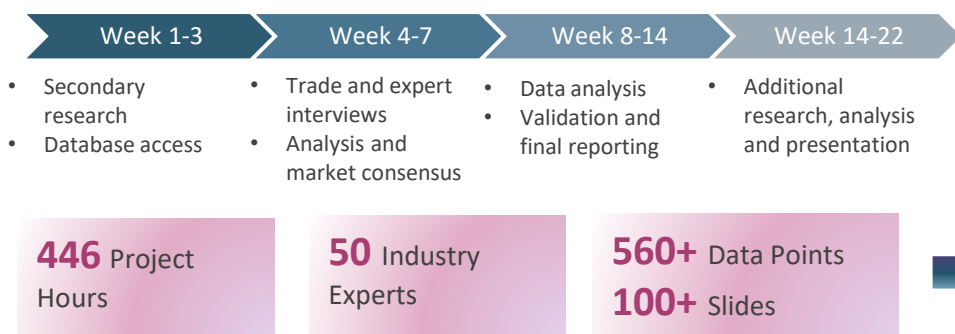 Week 1-3
Week 4-7
Week 8-14
Week 14-22
• Secondary
research
• Database access
• Trade and expert
interviews
• Analysis and
market consensus
• Data analysis
• Validation and
final reporting
• Additional
research, analysis
and presentation
446 Project
Hours
50 Industry
Experts
560+ Data Points
100+ Slides